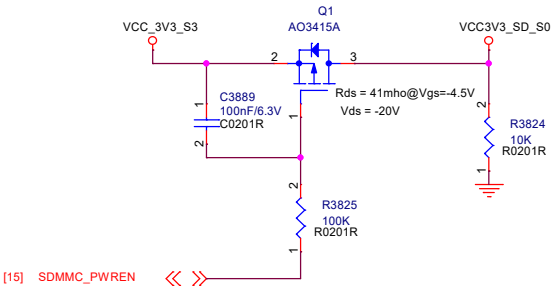 Q1
AO3415A
VCC_3V3_S3
VCC3V3_SD_S0
2
3
Rds = 41mho@Vgs=-4.5V
Vds = -20V
1
C3889
100nF/6.3V
C0201R
2
1
2
R3824
10K
R0201R
1
2
R3825
100K
R0201R
1
[15] SDMMC_PWREN